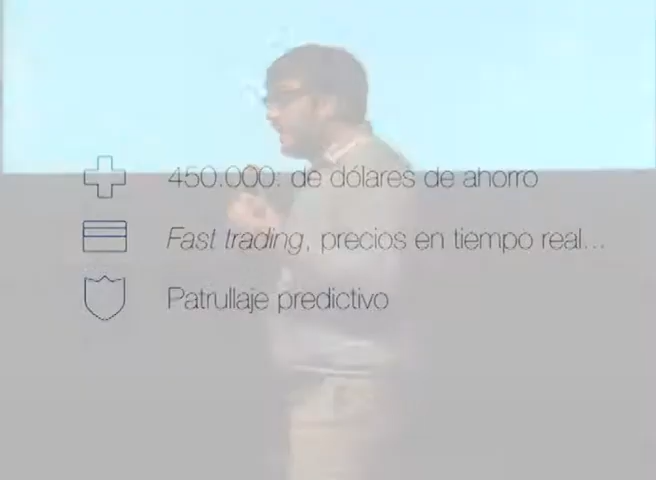 450.000: de dólares de ahorro
Fast trading, precios en tiempo real...
Patrullaje predictivo